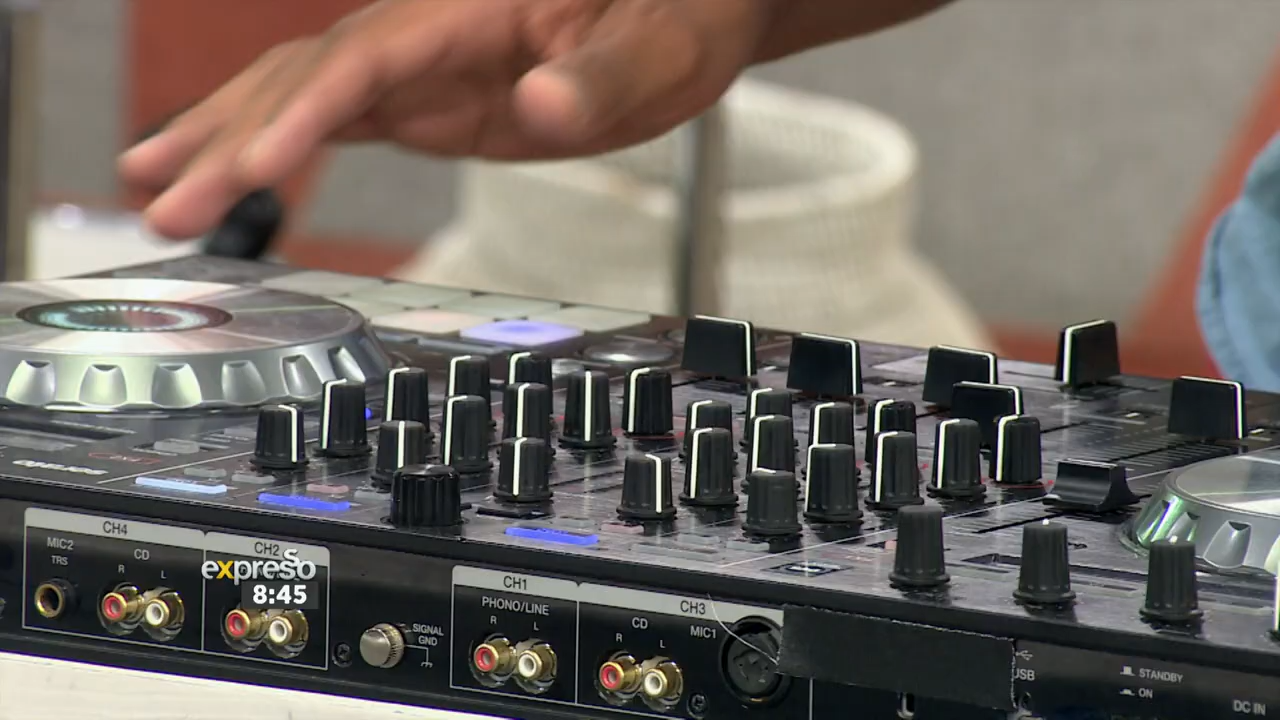 CH4
MIC2
TRS
CD
R
L
CH2
expresso
8:45
SIGNAL
GND
CH1
PHONO/LINE
R
L
CH3
CD
R
L
MIC1
USB
STANDBY
ON
DC IN